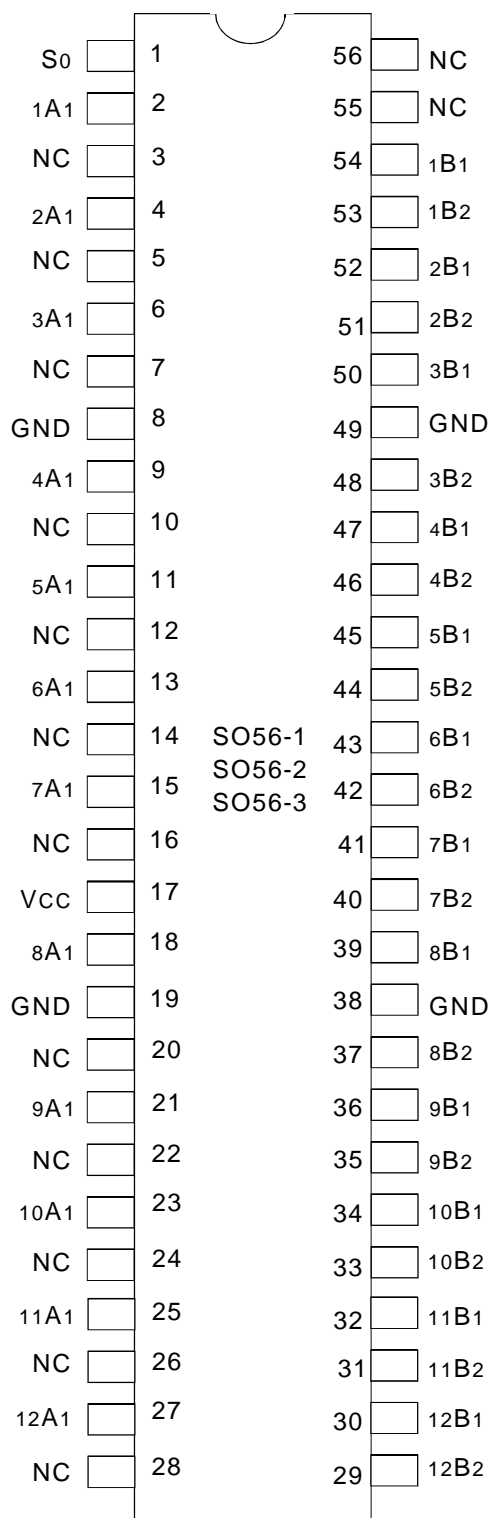 S0 1 56 NC
1A1 2 55 NC
NC 3 54 1B1
2A1 4 53 1B2
NC 5 52 2B1
3A1 6 51 2B2
NC 7 50 3B1
GND 8 49 GND
4A1 9 48 3B2
NC 10 47 4B1
5A1 11 46 4B2
NC 12 45 5B1
6A1 13 44 5B2
NC 14 SO56-1 43 6B1
7A1 15 SO56-2 42 6B2
SO56-3
NC 16 41 7B1
VCC 17 40 7B2
8A1 18 39 8B1
GND 19 38 GND
NC 20 37 8B2
9A1 21 36 9B1
NC 22 35 9B2
10A1 23 34 10B1
NC 24 33 10B2
11A1 25 32 11B1
NC 26 31 11B2
12A1 27 30 12B1
NC 28 29 12B2